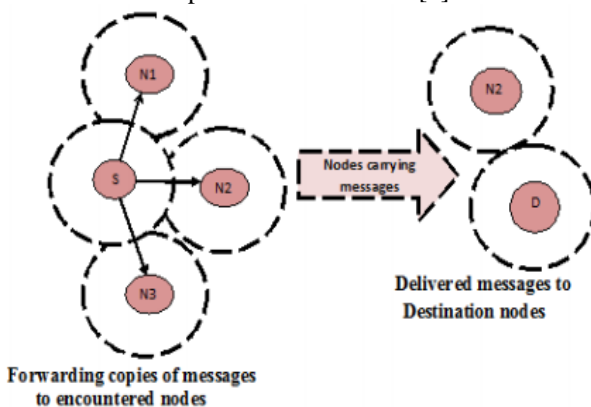 N1
S
N2
N3
Forwarding copies of messages
to encountered nodes
Nodes carrying
messages
N2
D
Delivered messages to
Destination nodes